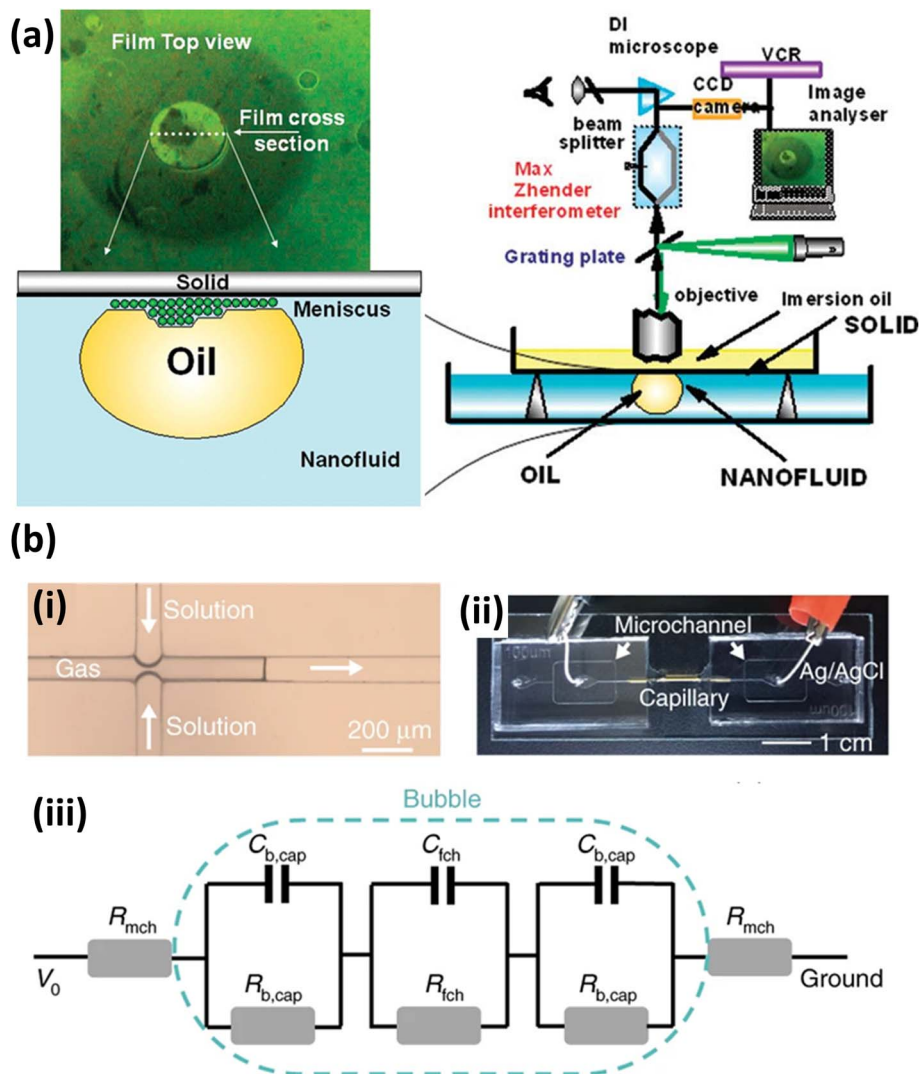 (a)
Film Top view
Film cross
section
Solid
Meniscus
Oil
Nanofluid
DI
microscope
VCR
CCD
camera
Image
analyser
beam
splitter
Max
Zhender
interferometer
Grating plate
objective
Imersion oil
SOLID
OIL
NANOFLUID
(b)
(i)
Solution
Gas
Solution
200 μm
(ii)
Microchannel
100um
Ag/AgCl
Capillary
1 cm
(iii)
Bubble
C_b,cap
C_fch
C_b,cap
R_mch
R_mch
V_0
Ground
R_b,cap
R_fch
R_b,cap